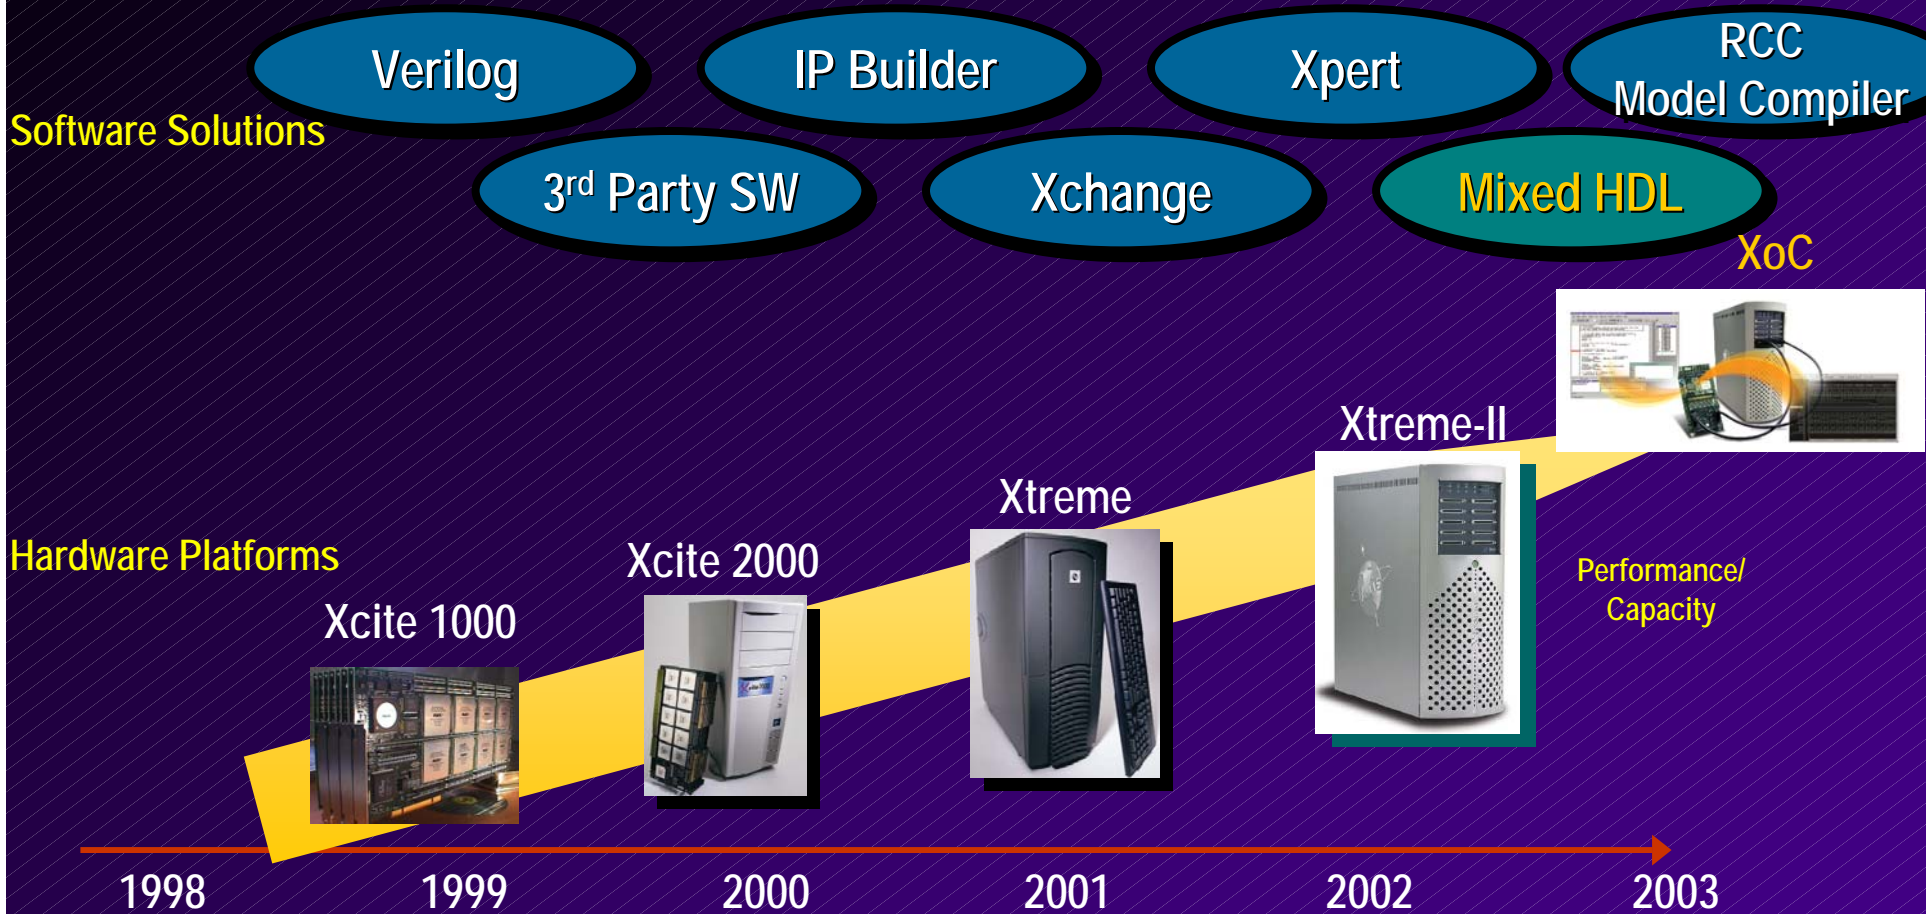 Verilog
IP Builder
Xpert
RCC
Model Compiler
Software Solutions
3rd Party SW
Xchange
Mixed HDL
XoC
Xtreme-II
Xtreme
Hardware Platforms
Xcite 2000
Performance/
Capacity
Xcite 1000
1998
1999
2000
2001
2002
2003